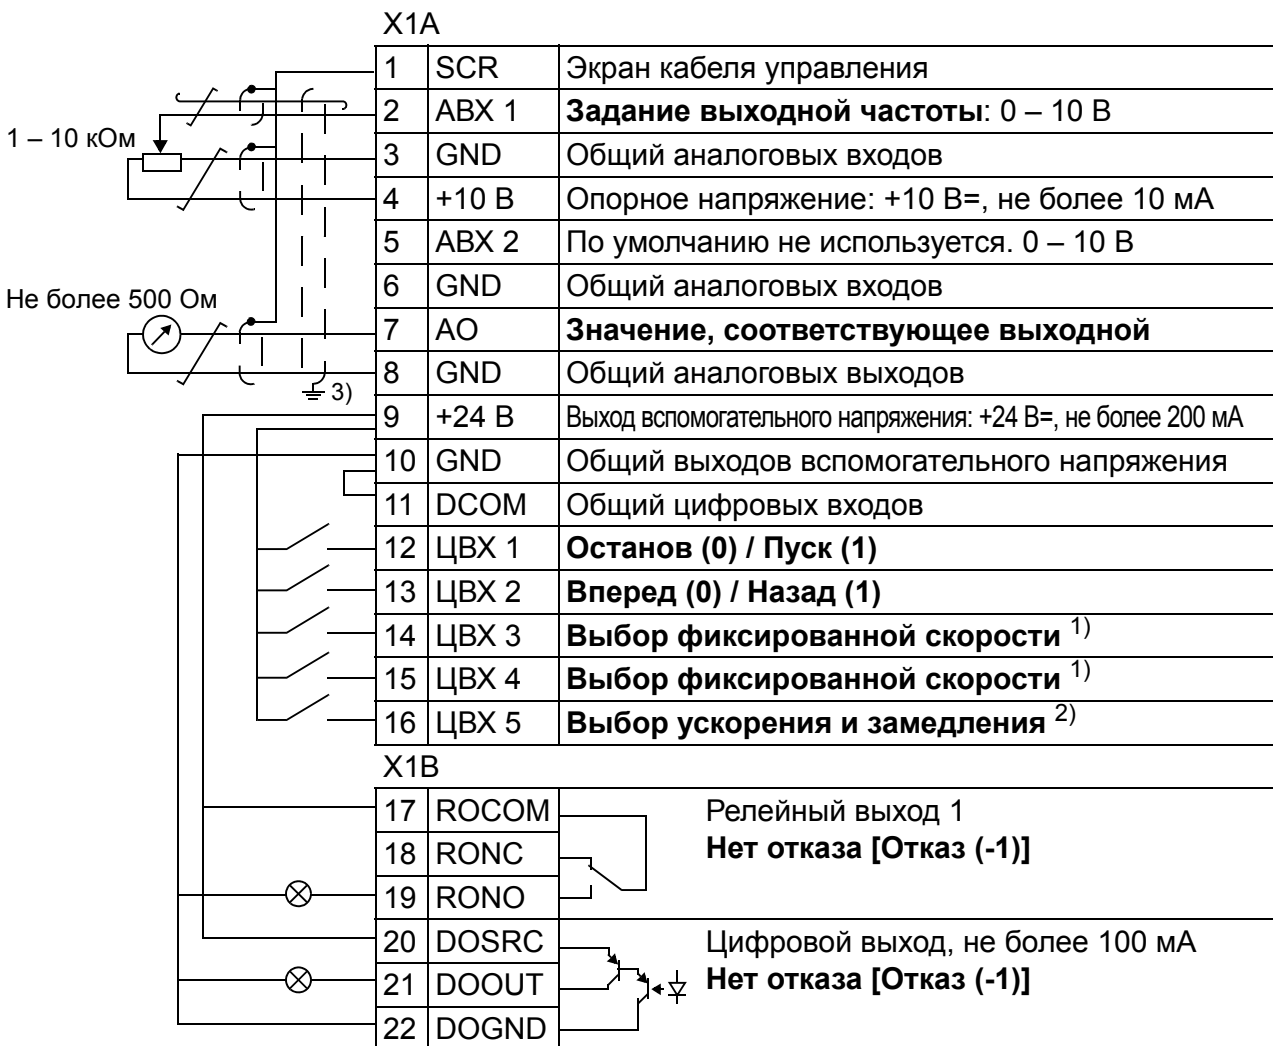 X1A
1 SCR Экран кабеля управления
2 АВХ 1 Задание выходной частоты: 0 – 10 В
1 – 10 кОм
3 GND Общий аналоговых входов
4 +10 В Опорное напряжение: +10 В=, не более 10 мА
5 АВХ 2 По умолчанию не используется. 0 – 10 В
6 GND Общий аналоговых входов
Не более 500 Ом
7 AO Значение, соответствующее выходной
8 GND Общий аналоговых выходов
3)
9 +24 В Выход вспомогательного напряжения: +24 В=, не более 200 мА
10 GND Общий выходов вспомогательного напряжения
11 DCOM Общий цифровых входов
12 ЦВХ 1 Останов (0) / Пуск (1)
13 ЦВХ 2 Вперед (0) / Назад (1)
14 ЦВХ 3 Выбор фиксированной скорости 1)
15 ЦВХ 4 Выбор фиксированной скорости 1)
16 ЦВХ 5 Выбор ускорения и замедления 2)
X1B
17 ROCOM Релейный выход 1
18 RONC Нет отказа [Отказ (-1)]
19 RONO
20 DOSRC Цифровой выход, не более 100 мА
21 DOOUT Нет отказа [Отказ (-1)]
22 DOGND